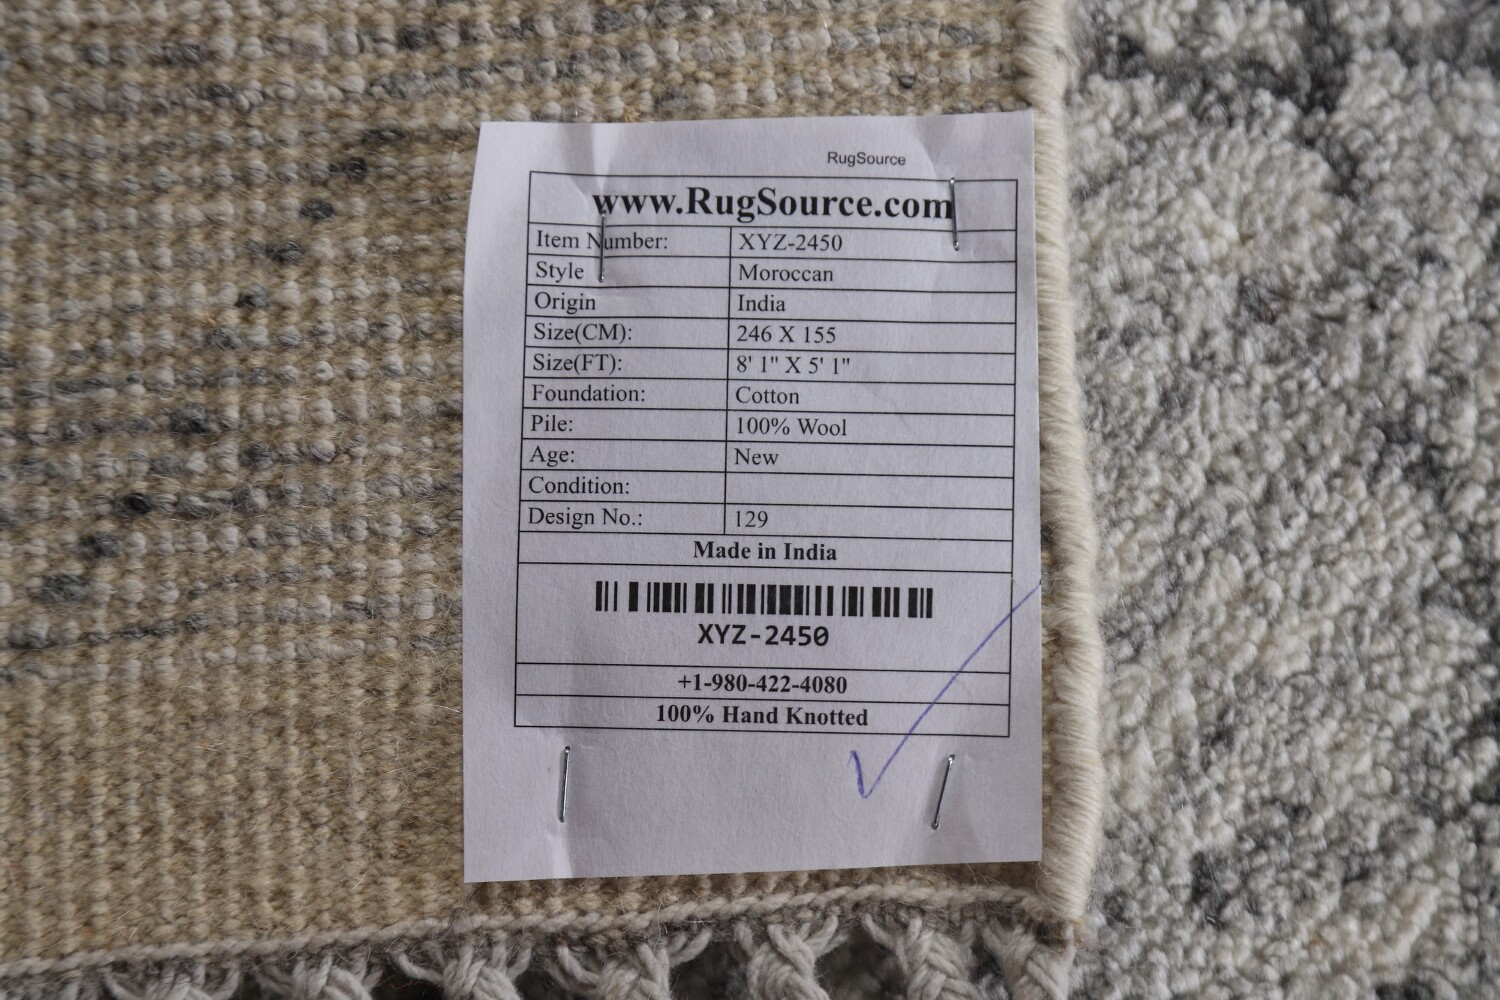 RugSource
www.RugSource.com
Item Number: XYZ-2450
Style Moroccan
Origin India
Size(CM): 246 X 155
Size(FT): 8' 1" X 5' 1"
Foundation: Cotton
Pile: 100% Wool
Age: New
Condition:
Design No.: 129
Made in India
XYZ-2450
+1-980-422-4080
100% Hand Knotted